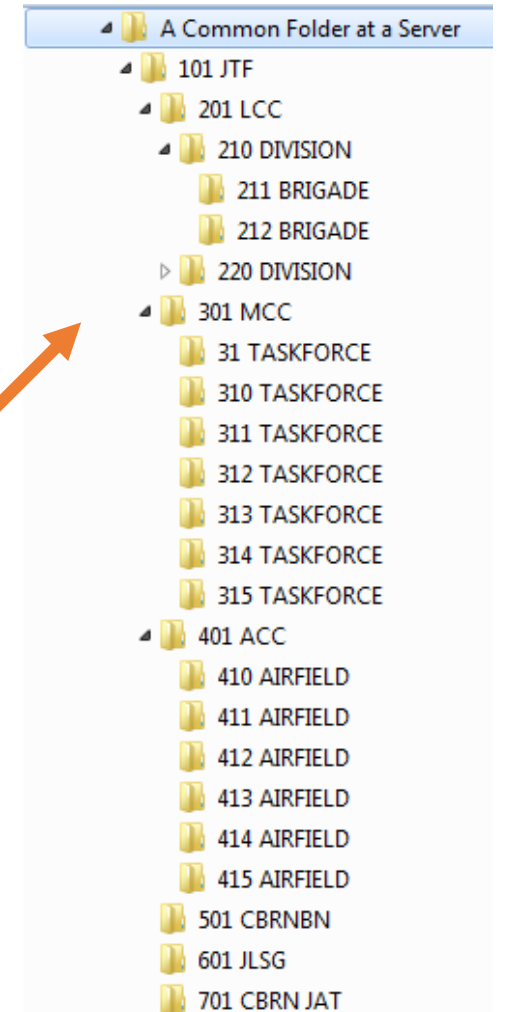 A Common Folder at a Server
101 JTF
201 LCC
210 DIVISION
211 BRIGADE
212 BRIGADE
220 DIVISION
301 MCC
31 TASKFORCE
310 TASKFORCE
311 TASKFORCE
312 TASKFORCE
313 TASKFORCE
314 TASKFORCE
315 TASKFORCE
401 ACC
410 AIRFIELD
411 AIRFIELD
412 AIRFIELD
413 AIRFIELD
414 AIRFIELD
415 AIRFIELD
501 CBRNBN
601 JLSG
701 CBRN JAT